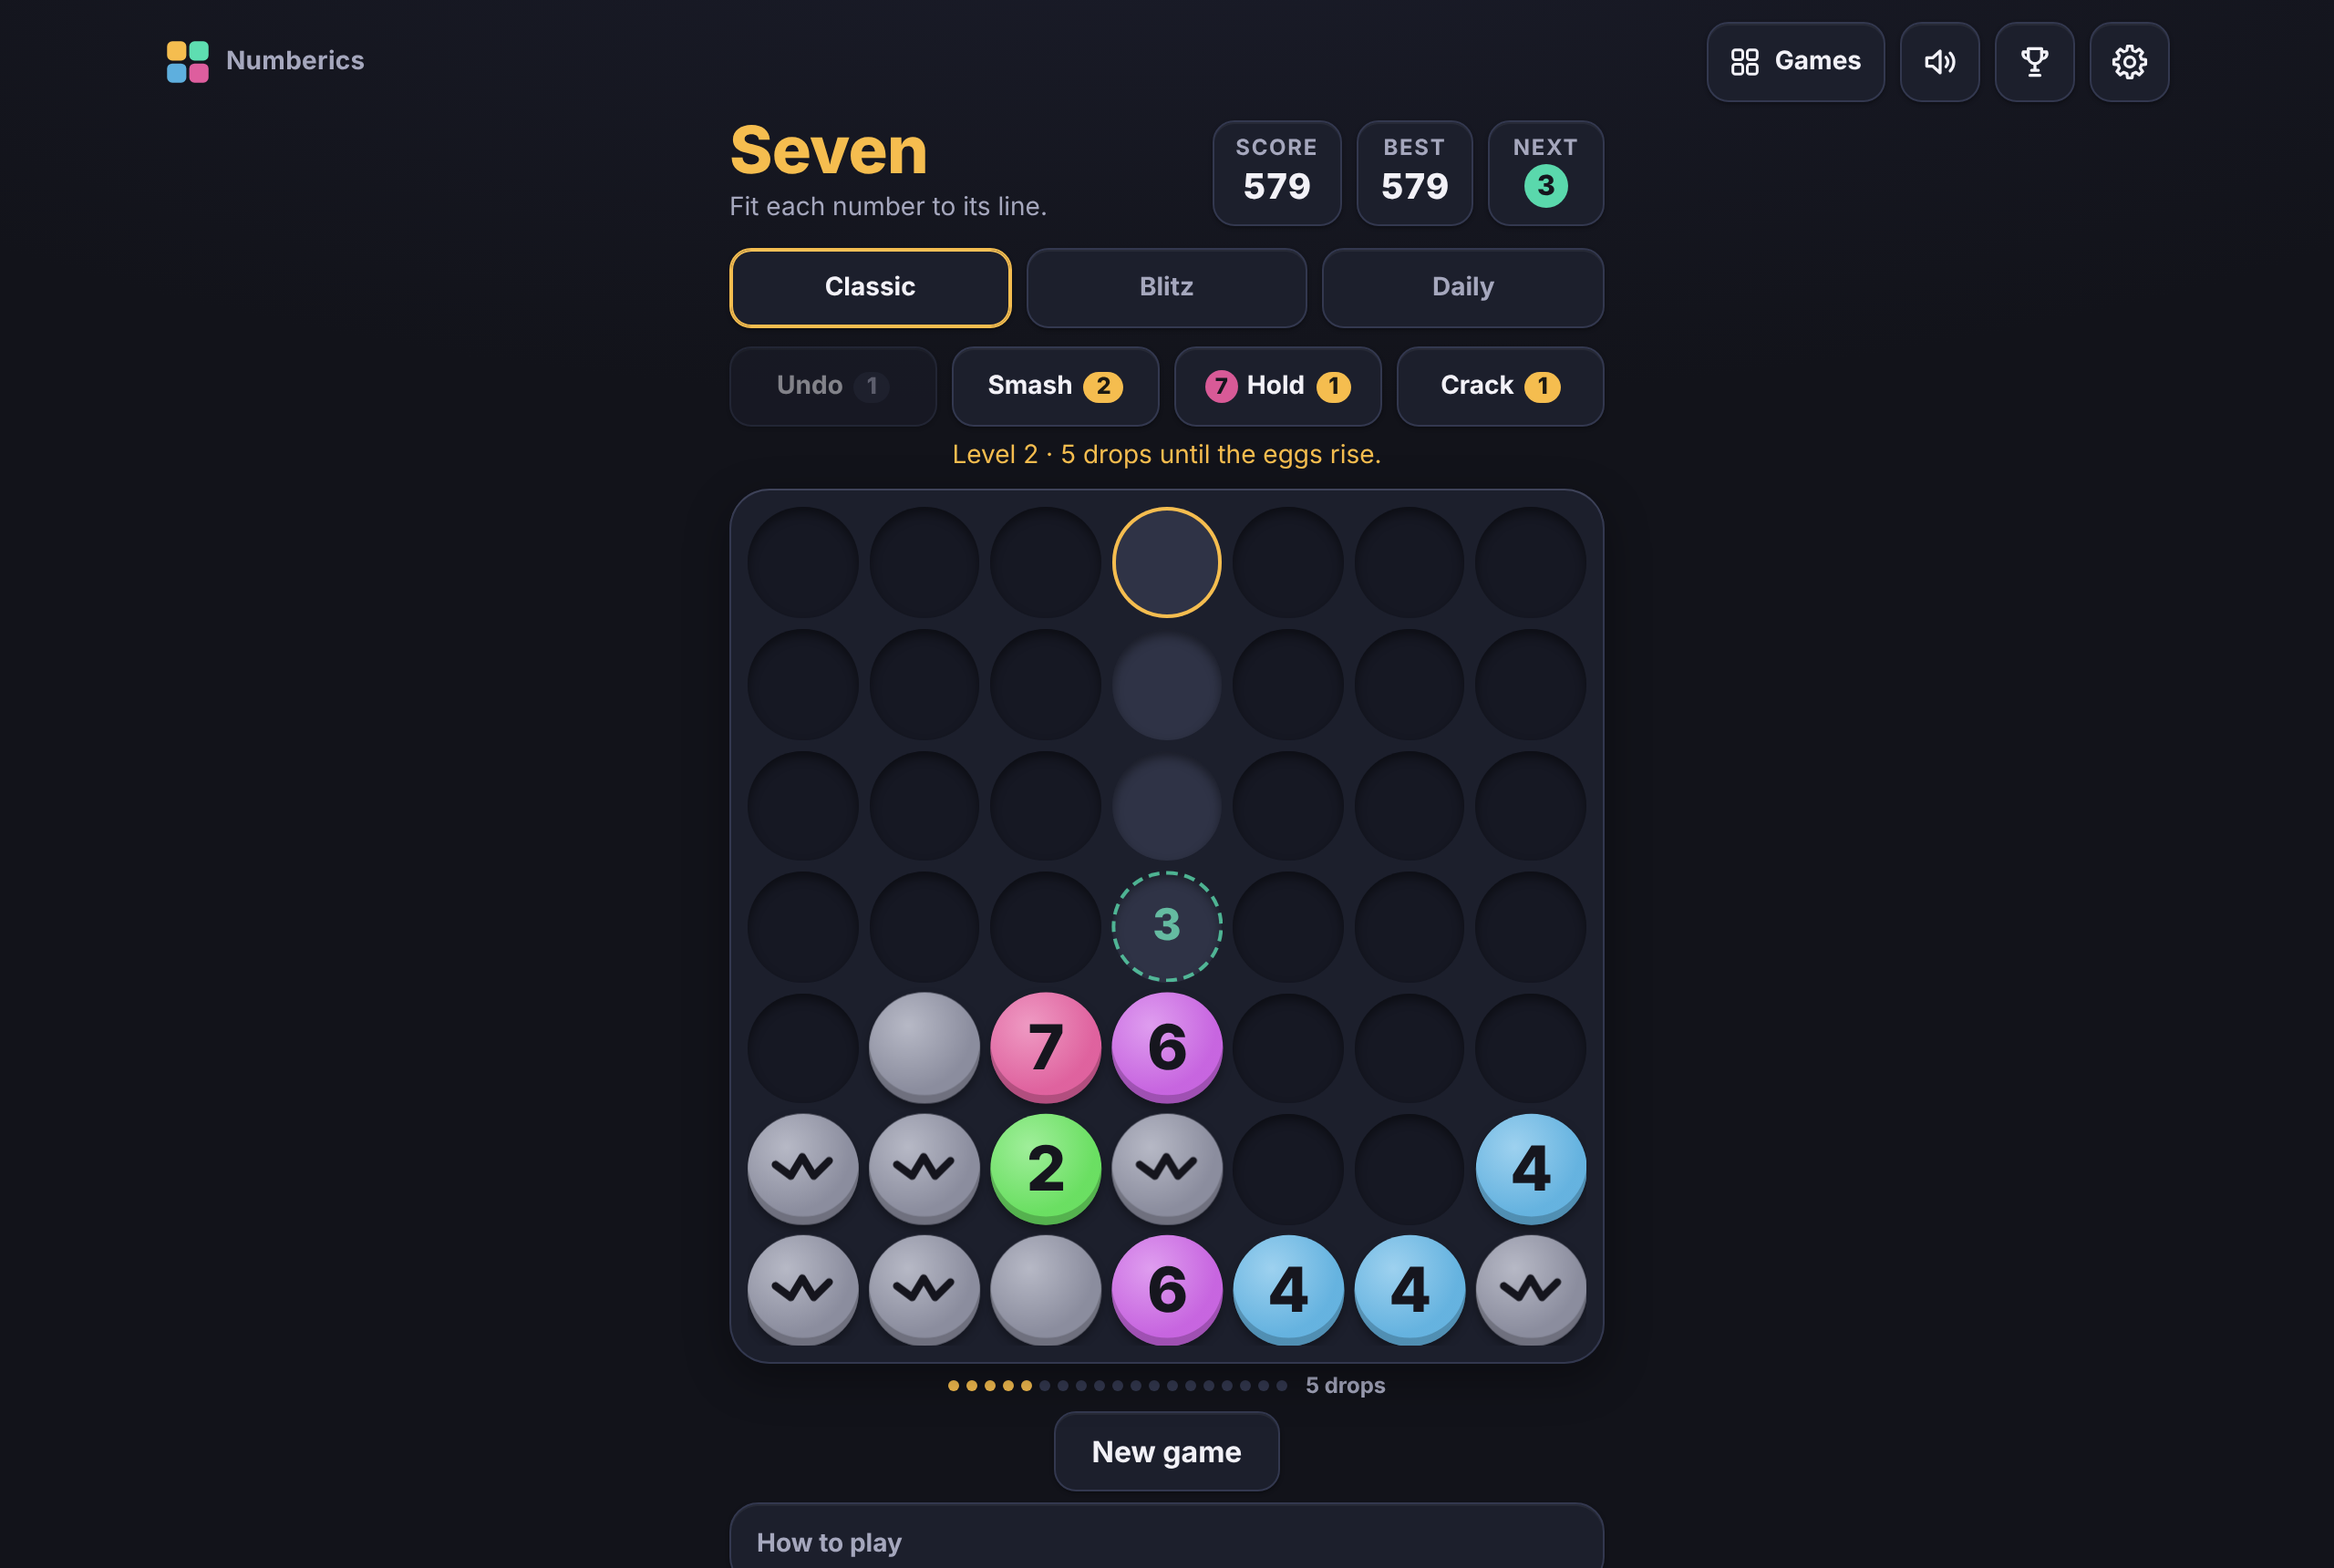 Numberics
Games
Seven
Fit each number to its line.
SCORE
579
BEST
579
NEXT
3
Classic
Blitz
Daily
Undo 1
Smash 2
7 Hold 1
Crack 1
Level 2 · 5 drops until the eggs rise.
3
7 6
2 4
6 4 4
5 drops
New game
How to play